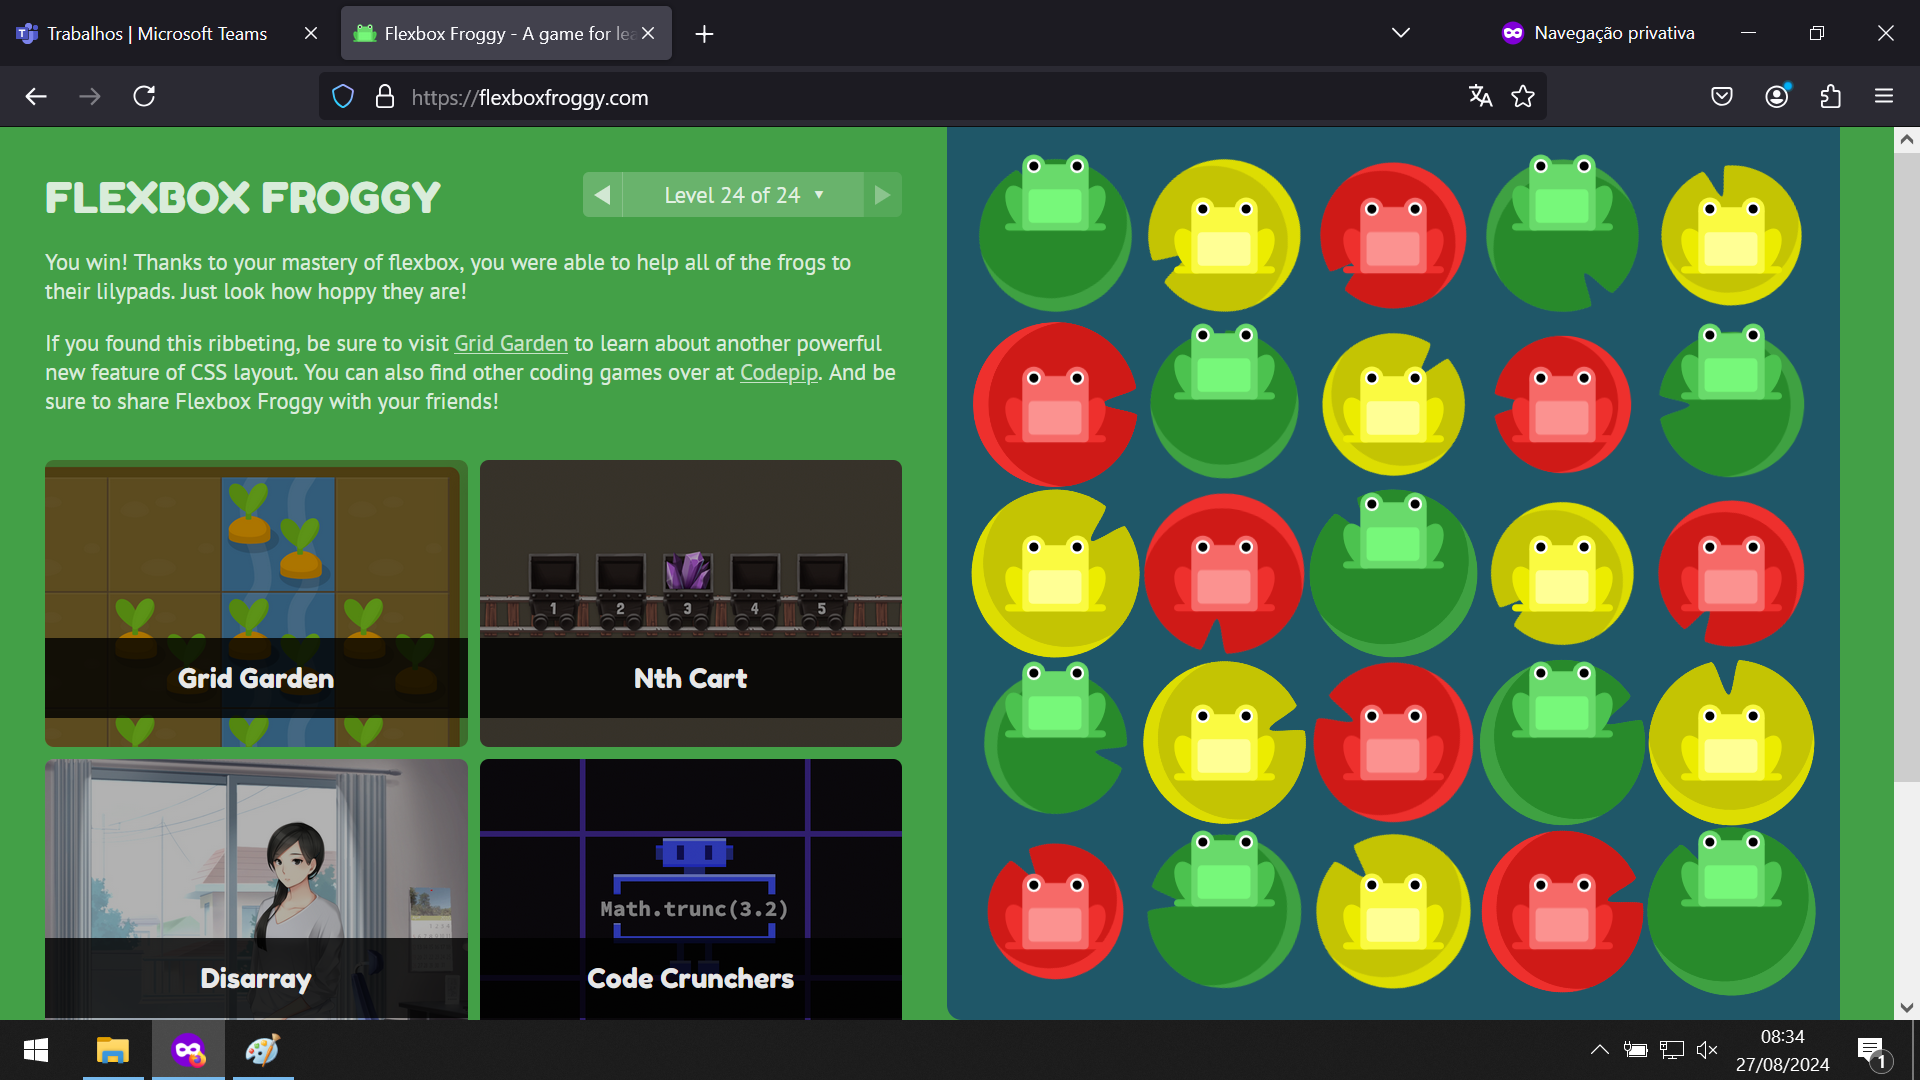 Trabalhos | Microsoft Teams
Flexbox Froggy - A game for lea
Navegação privativa
https://flexboxfroggy.com
FLEXBOX FROGGY
Level 24 of 24
You win! Thanks to your mastery of flexbox, you were able to help all of the frogs to
their lilypads. Just look how hoppy they are!
If you found this ribbeting, be sure to visit Grid Garden to learn about another powerful
new feature of CSS layout. You can also find other coding games over at Codepip. And be
sure to share Flexbox Froggy with your friends!
1 2 3 4 5
Grid Garden
Nth Cart
Math.trunc(3.2)
Disarray
Code Crunchers
08:34
27/08/2024
1